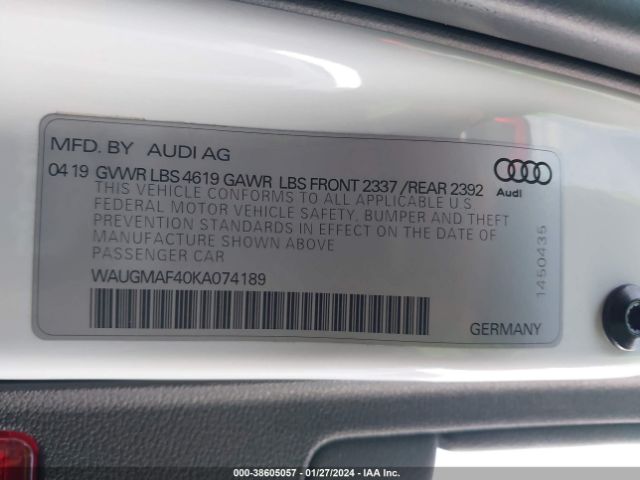 MFD. BY AUDI AG
04 19 GVWR LBS 4619 GAWR LBS FRONT 2337 /REAR 2392
THIS VEHICLE CONFORMS TO ALL APPLICABLE U S
FEDERAL MOTOR VEHICLE SAFETY, BUMPER AND THEFT
PREVENTION STANDARDS IN EFFECT ON THE DATE OF
MANUFACTURE SHOWN ABOVE
PASSENGER CAR
WAUGMAF40KA074189
Audi
1450435
GERMANY
000-38605057 - 01/27/2024 - IAA Inc.